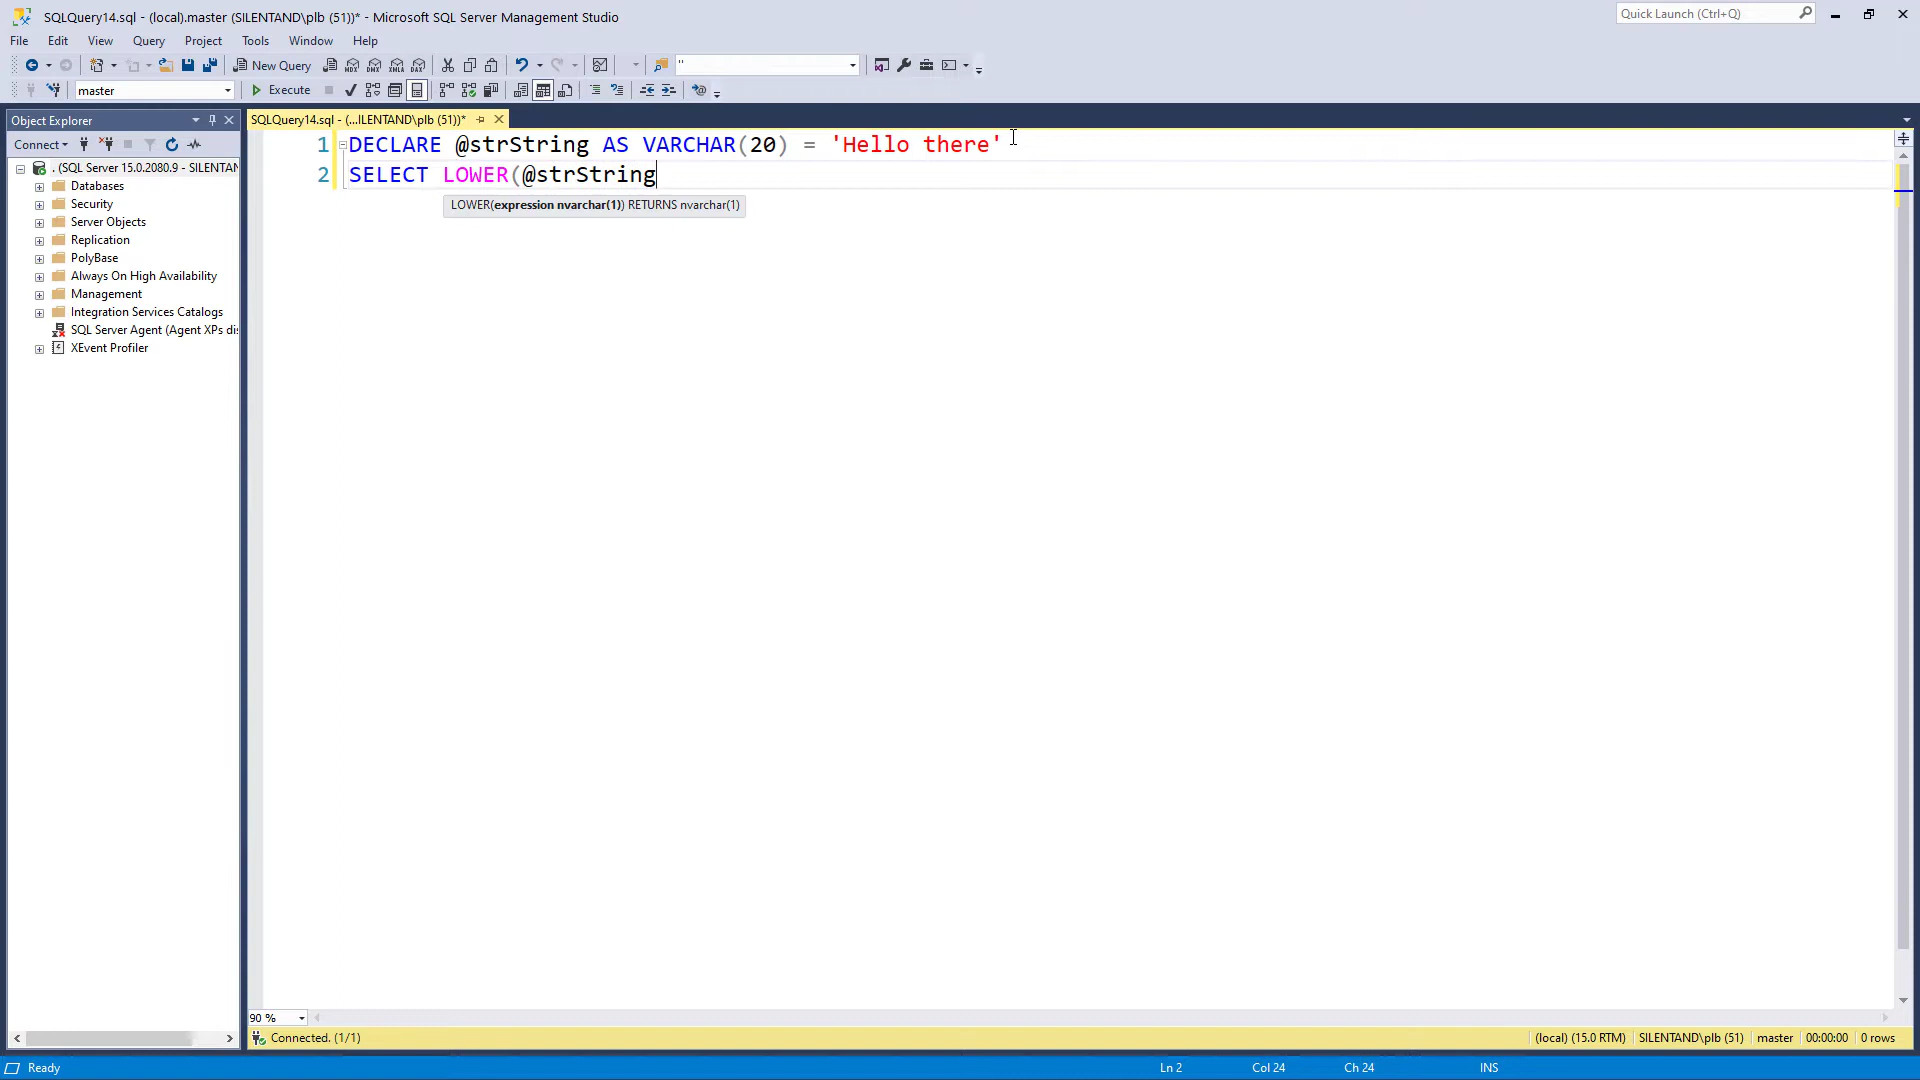 SQLQuery14.sql - (local).master (SILENTAND\plb (51))* - Microsoft SQL Server Management Studio
Quick Launch (Ctrl+Q)
File Edit View Query Project Tools Window Help
New Query
MDX DMX XMLA DAX
"
master
Execute
Object Explorer
SQLQuery14.sql - (...ILENTAND\plb (51))*
Connect
. (SQL Server 15.0.2080.9 - SILENTAN
Databases
Security
Server Objects
Replication
PolyBase
Always On High Availability
Management
Integration Services Catalogs
SQL Server Agent (Agent XPs dis
XEvent Profiler
1 DECLARE @strString AS VARCHAR(20) = 'Hello there'
2 SELECT LOWER(@strString
LOWER(expression nvarchar(1)) RETURNS nvarchar(1)
90 %
Connected. (1/1)
(local) (15.0 RTM) SILENTAND\plb (51) master 00:00:00 0 rows
Ready
Ln 2 Col 24 Ch 24 INS